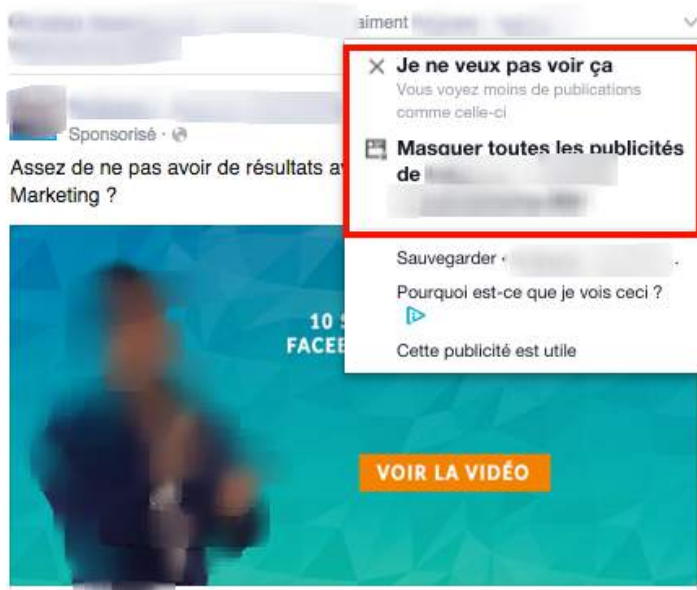 aiment
Je ne veux pas voir ça
Vous voyez moins de publications
comme celle-ci
Masquer toutes les publicités
de
Sauvegarder
Pourquoi est-ce que je vois ceci ?
Cette publicité est utile
Sponsorisé ·
Assez de ne pas avoir de résultats
Marketing ?
10
FACEB
VOIR LA VIDÉO